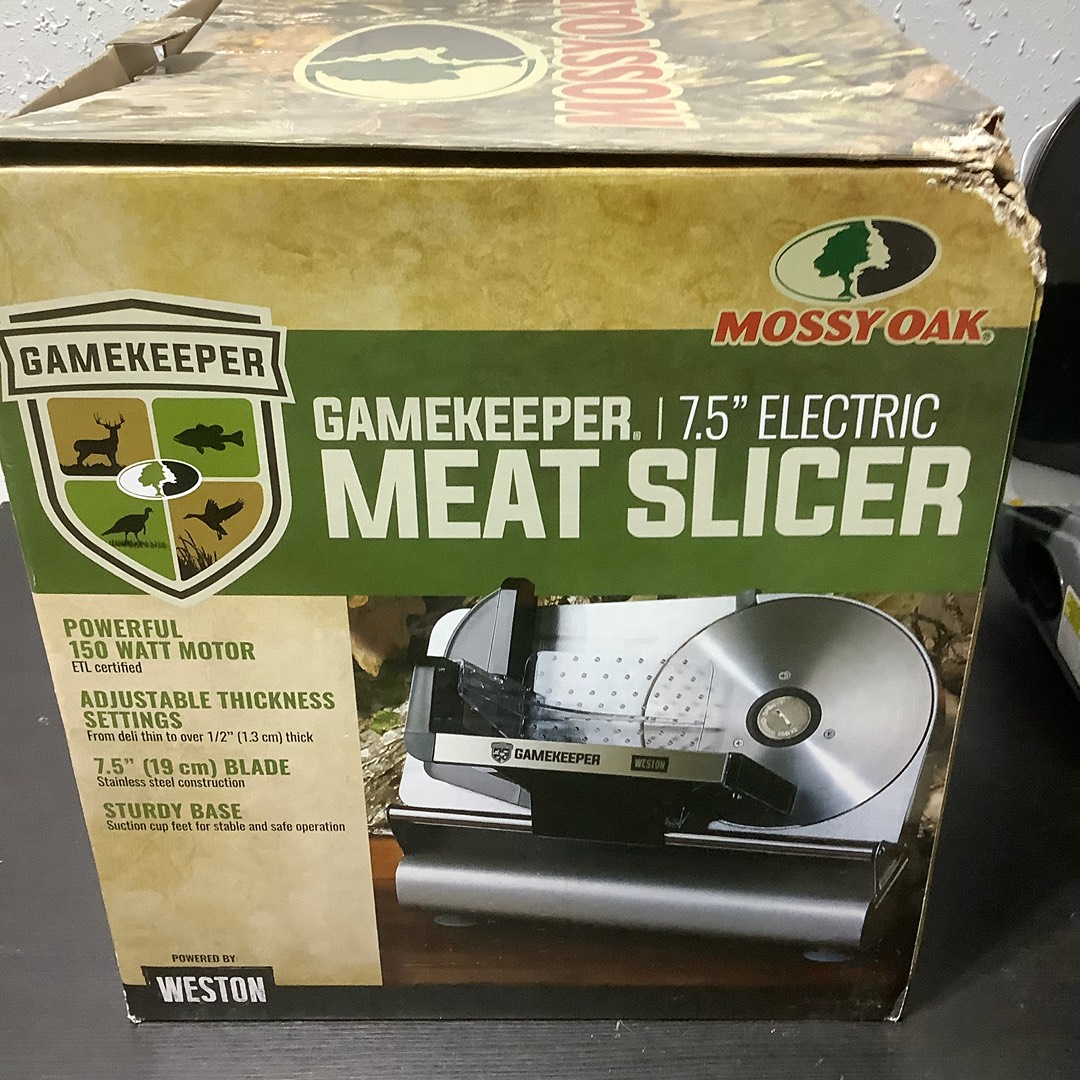 MOSSY OAK
MOSSY OAK®
GAMEKEEPER
GAMEKEEPER® | 7.5” ELECTRIC
MEAT SLICER
POWERFUL
150 WATT MOTOR
ETL certified
ADJUSTABLE THICKNESS
SETTINGS
From deli thin to over 1/2” (1.3 cm) thick
7.5” (19 cm) BLADE
Stainless steel construction
STURDY BASE
Suction cup feet for stable and safe operation
GAMEKEEPER
WESTON
POWERED BY:
WESTON